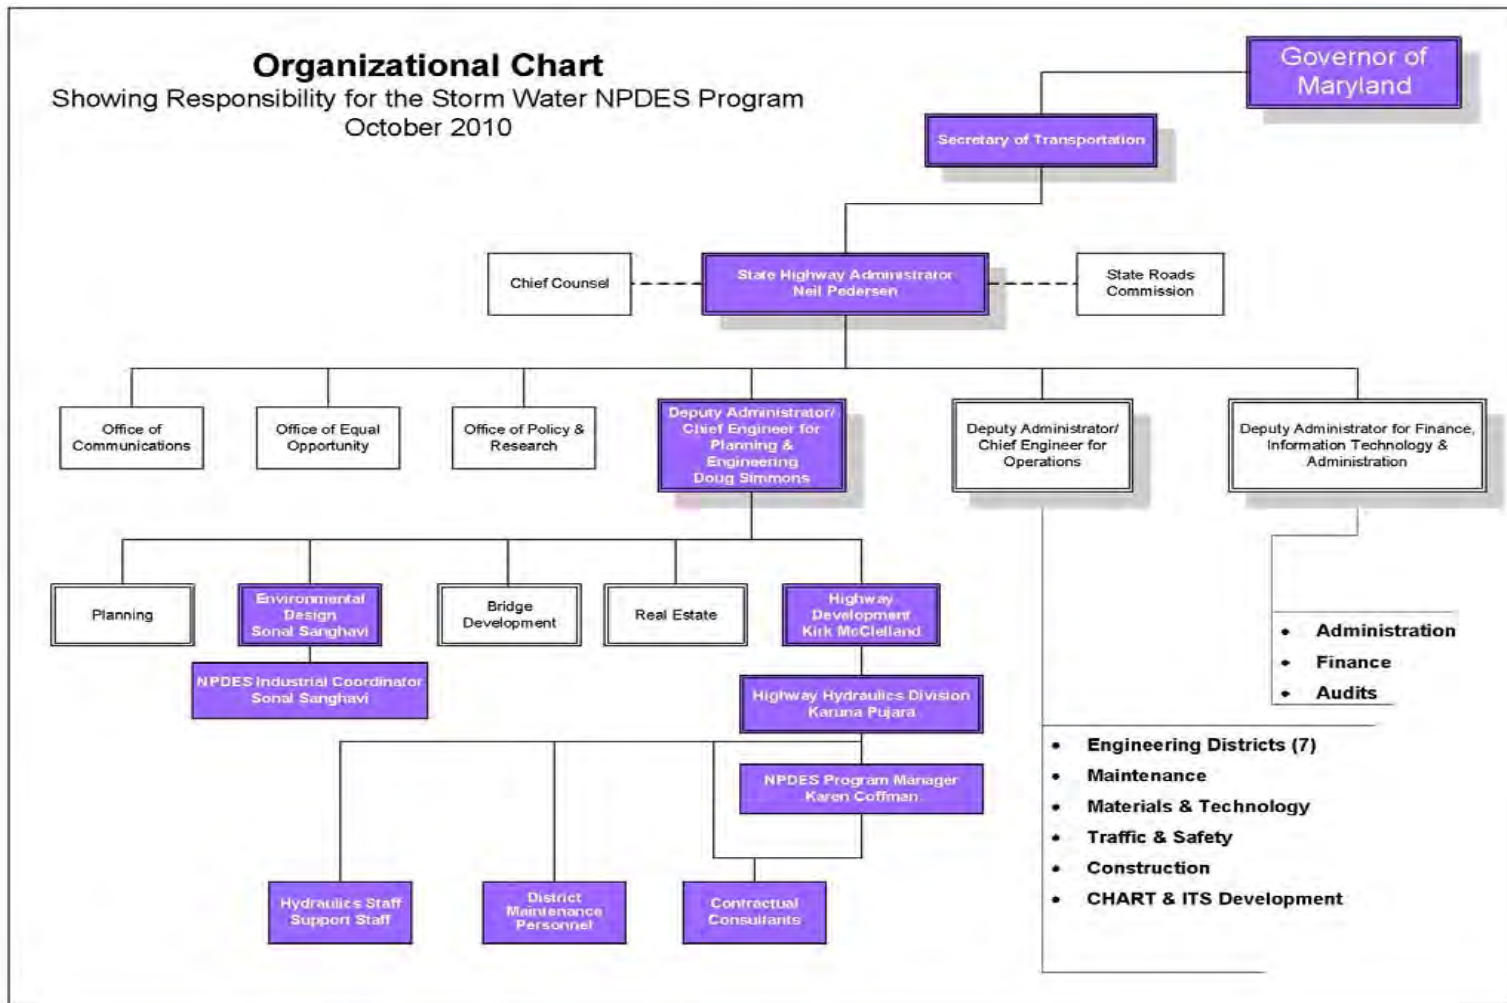 Organizational Chart
Showing Responsibility for the Storm Water NPDES Program
October 2010
Governor of
Maryland
Secretary of Transportation
Chief Counsel
State Highway Administrator
Neil Pedersen
State Roads
Commission
Office of
Communications
Office of Equal
Opportunity
Office of Policy &
Research
Deputy Administrator/
Chief Engineer for
Planning &
Engineering
Doug Simmons
Deputy Administrator/
Chief Engineer for
Operations
Deputy Administrator for Finance,
Information Technology &
Administration
Planning
Environmental
Design
Sonal Sanghavi
Bridge
Development
Real Estate
Highway
Development
Kirk McClelland
NPDES Industrial Coordinator
Sonal Sanghavi
Highway Hydraulics Division
Karuna Pujara
NPDES Program Manager
Karen Coffman
Hydraulics Staff
Support Staff
District
Maintenance
Personnel
Contractual
Consultants
• Engineering Districts (7)
• Maintenance
• Materials & Technology
• Traffic & Safety
• Construction
• CHART & ITS Development
• Administration
• Finance
• Audits